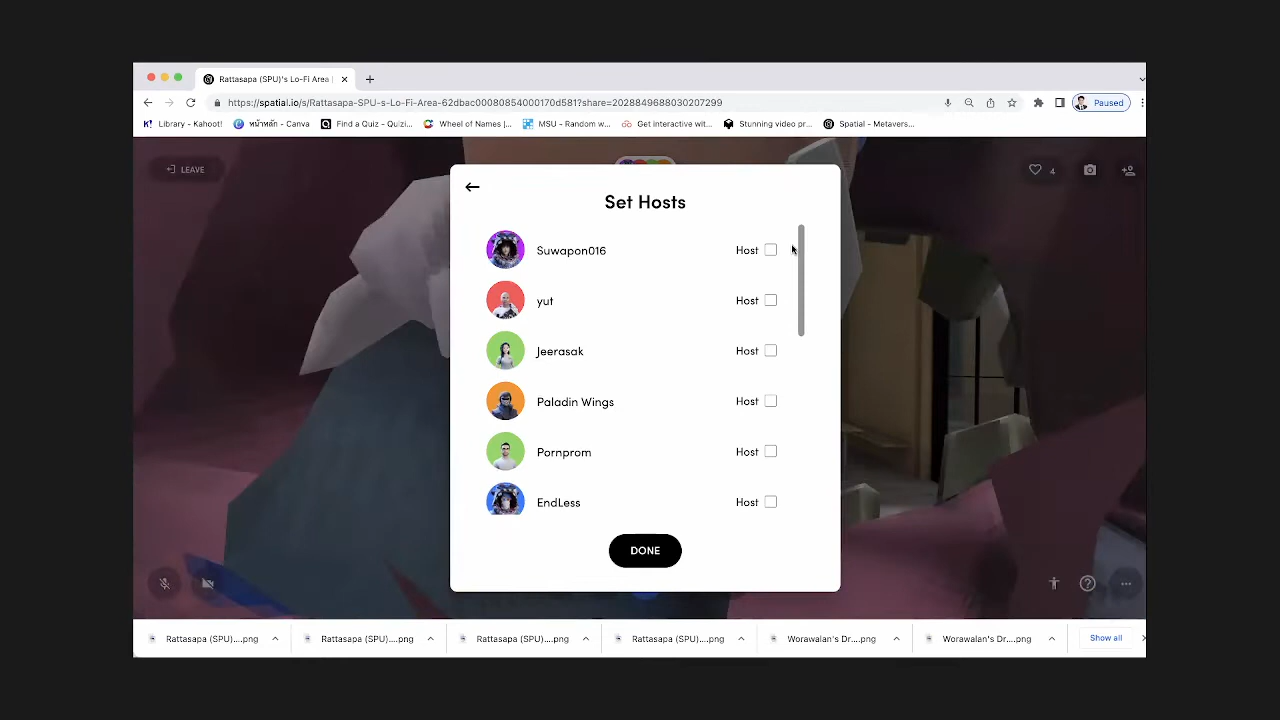 Rattasapa (SPU)'s Lo-Fi Area |
https://spatial.io/s/Rattasapa-SPU-s-Lo-Fi-Area-62dbac00080854000170d581?share=2028849688030207299
Paused
Library - Kahoot!
หน้าหลัก - Canva
Find a Quiz - Quizi...
Wheel of Names |...
MSU - Random w...
Get interactive wit...
Stunning video pr...
Spatial - Metavers...
LEAVE
4
Set Hosts
Suwapon016 Host
yut Host
Jeerasak Host
Paladin Wings Host
Pornprom Host
EndLess Host
DONE
Rattasapa (SPU)....png
Rattasapa (SPU)....png
Rattasapa (SPU)....png
Rattasapa (SPU)....png
Worawalan's Dr....png
Worawalan's Dr....png
Show all